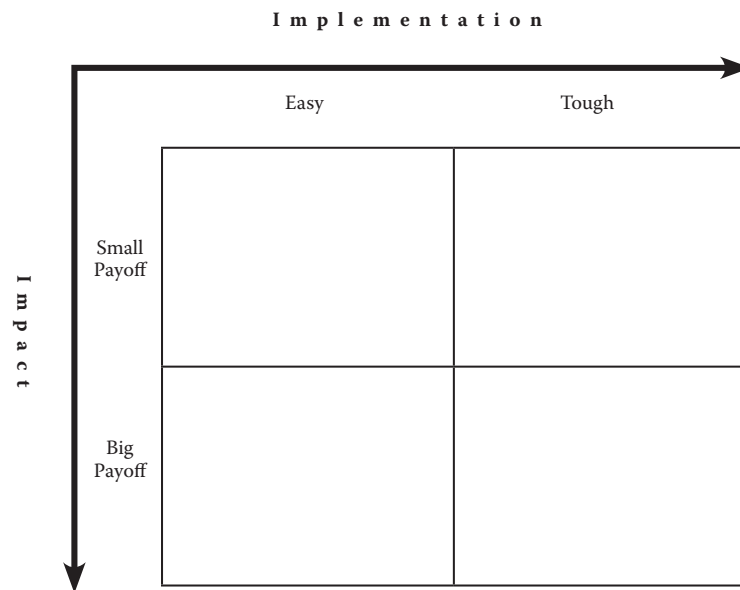 Implementation
Easy Tough
Small
Payoff
Impact
Big
Payoff